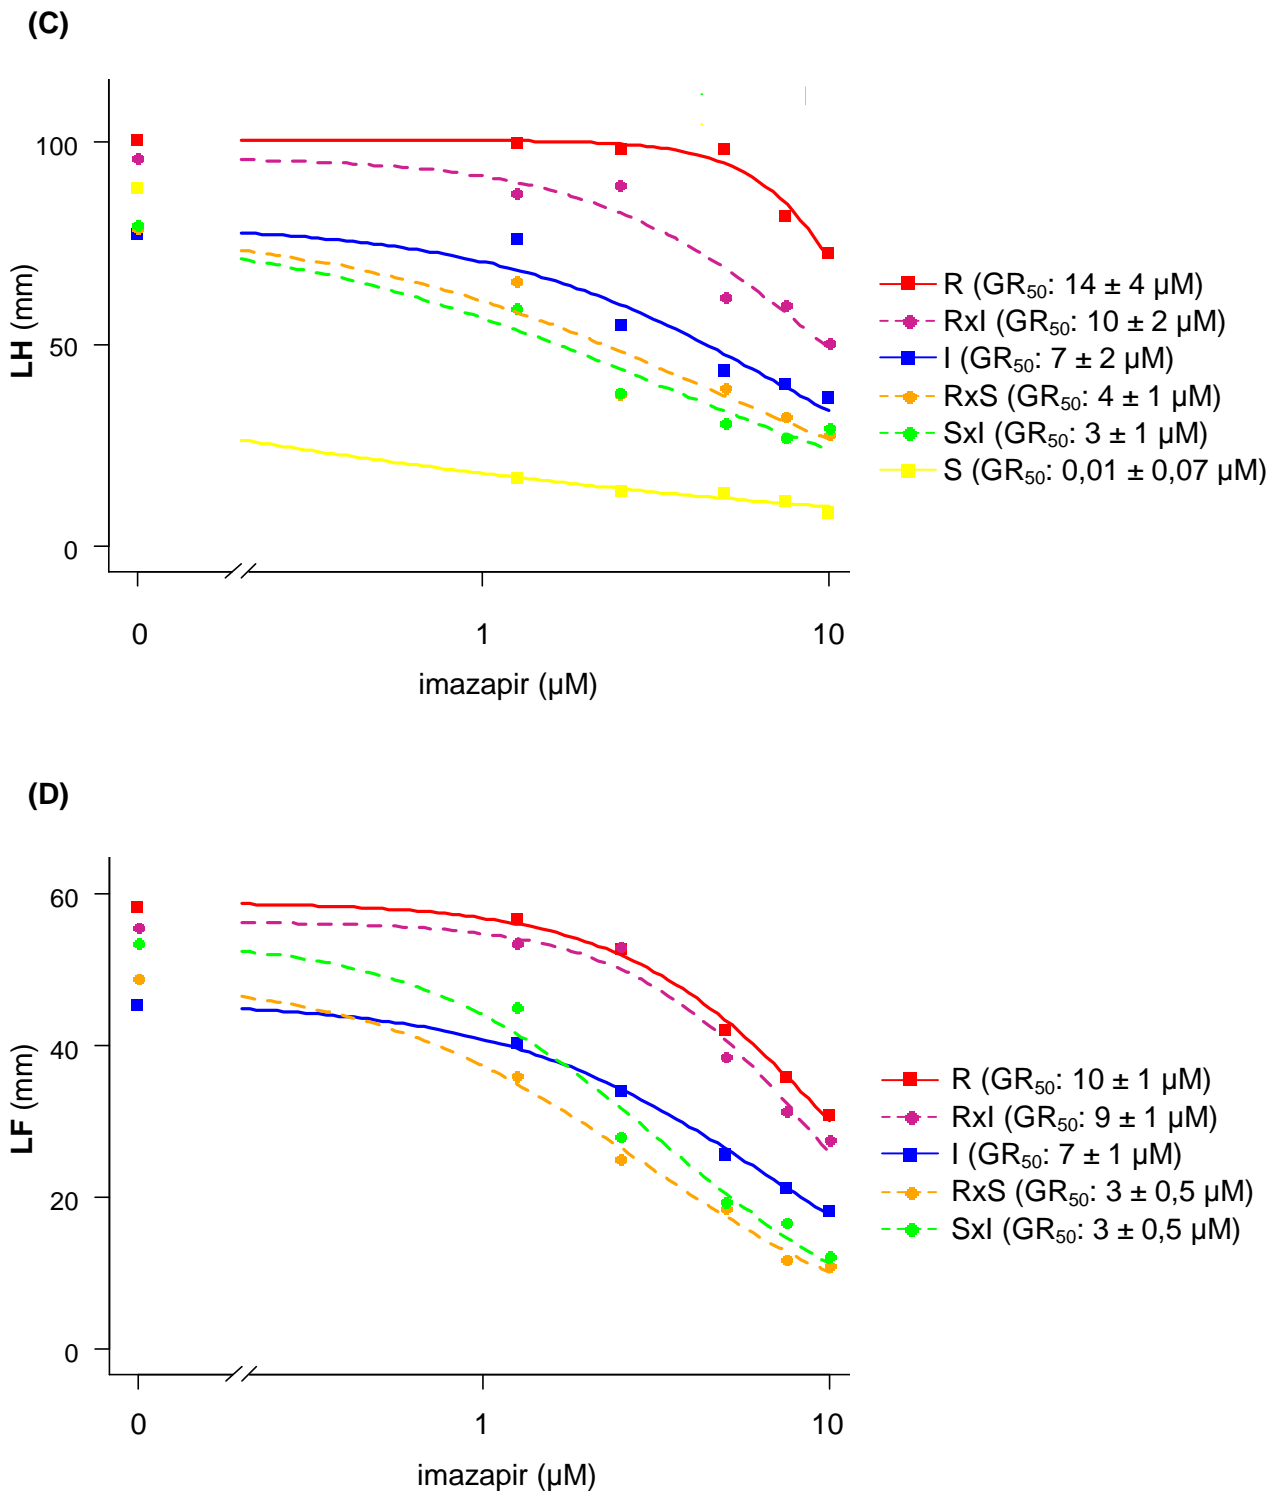 (C)
100
50
0
LH (mm)
0 1 10
imazapir (µM)
R (GR50: 14 ± 4 µM)
RxI (GR50: 10 ± 2 µM)
I (GR50: 7 ± 2 µM)
RxS (GR50: 4 ± 1 µM)
SxI (GR50: 3 ± 1 µM)
S (GR50: 0,01 ± 0,07 µM)
(D)
60
40
20
0
LF (mm)
0 1 10
imazapir (µM)
R (GR50: 10 ± 1 µM)
RxI (GR50: 9 ± 1 µM)
I (GR50: 7 ± 1 µM)
RxS (GR50: 3 ± 0,5 µM)
SxI (GR50: 3 ± 0,5 µM)